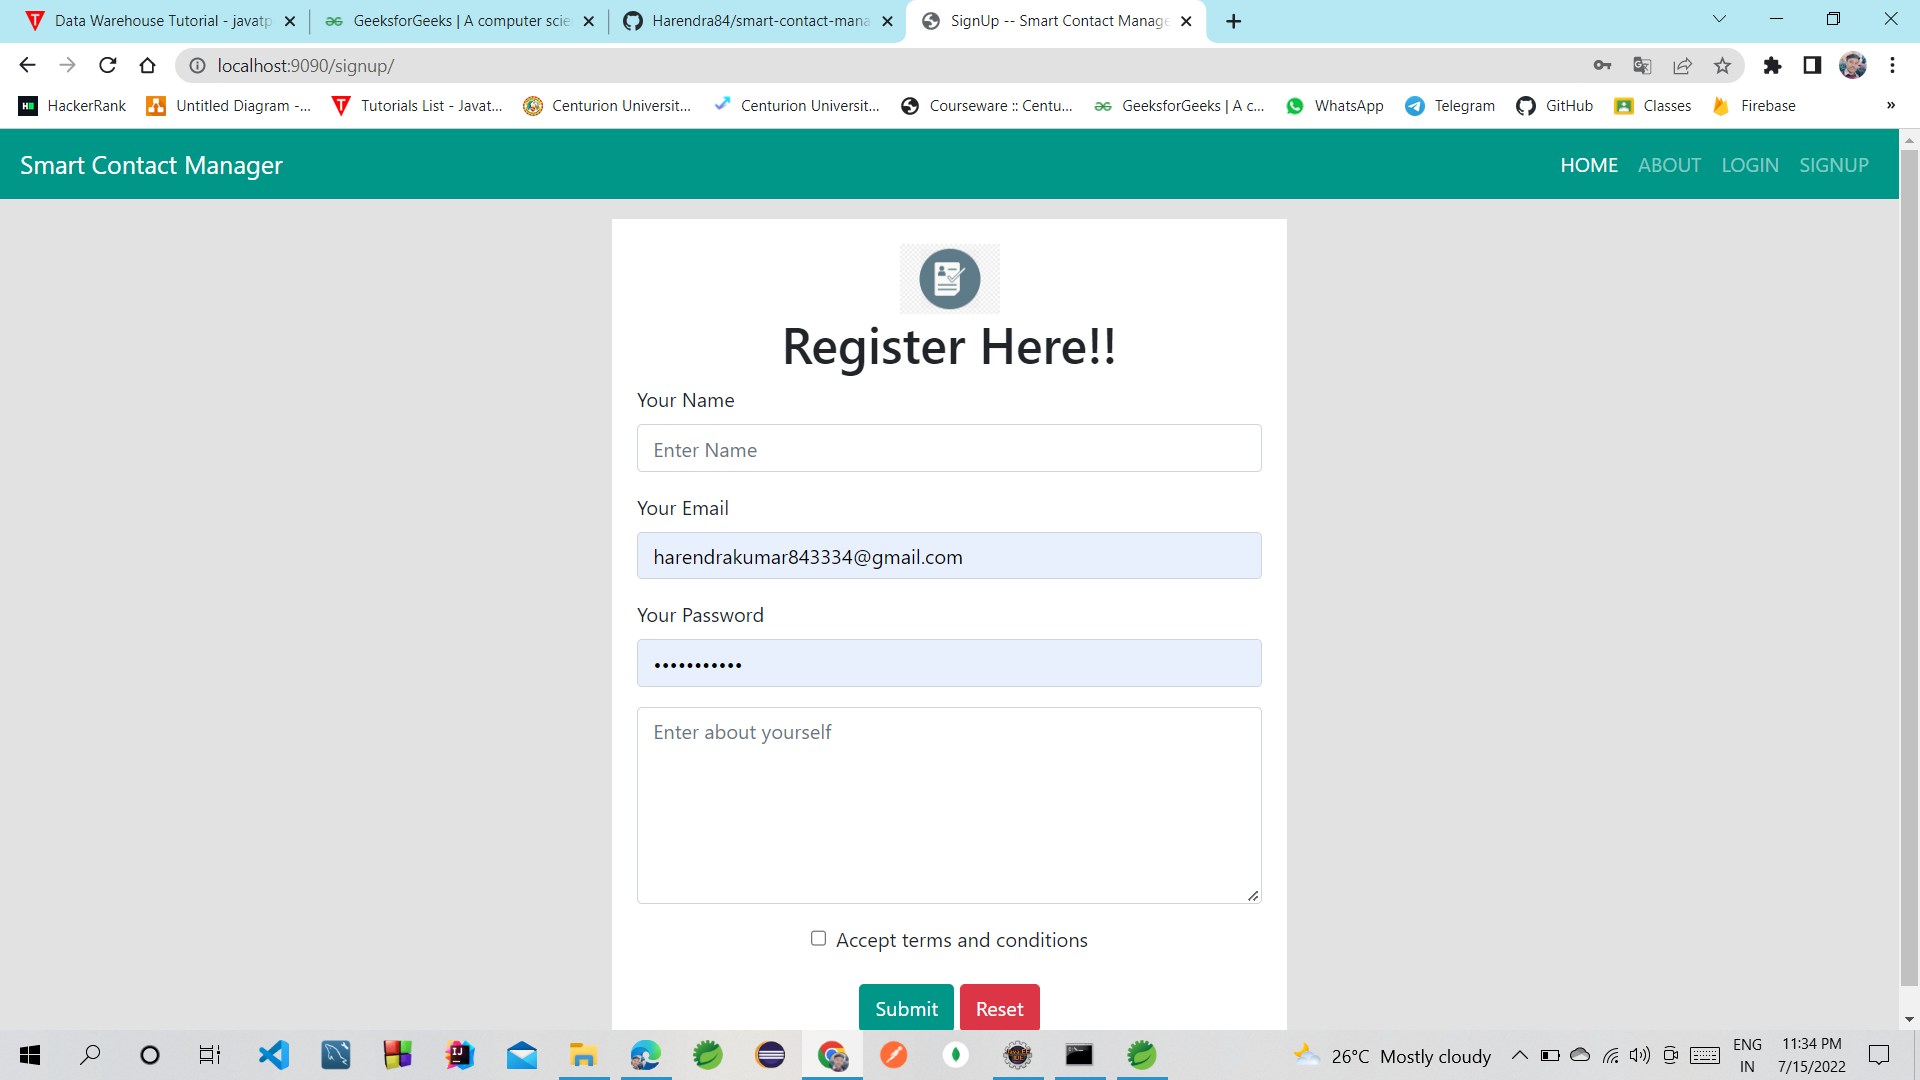 Data Warehouse Tutorial - javatp
GeeksforGeeks | A computer scie
Harendra84/smart-contact-mana
SignUp -- Smart Contact Manage
localhost:9090/signup/
HackerRank
Untitled Diagram -...
Tutorials List - Javat...
Centurion Universit...
Centurion Universit...
Courseware :: Centu...
GeeksforGeeks | A c...
WhatsApp
Telegram
GitHub
Classes
Firebase
»
Smart Contact Manager
HOME ABOUT LOGIN SIGNUP
Register Here!!
Your Name
Enter Name
Your Email
harendrakumar843334@gmail.com
Your Password
•••••••••••
Enter about yourself
Accept terms and conditions
Submit Reset
26°C Mostly cloudy
ENG
IN
11:34 PM
7/15/2022